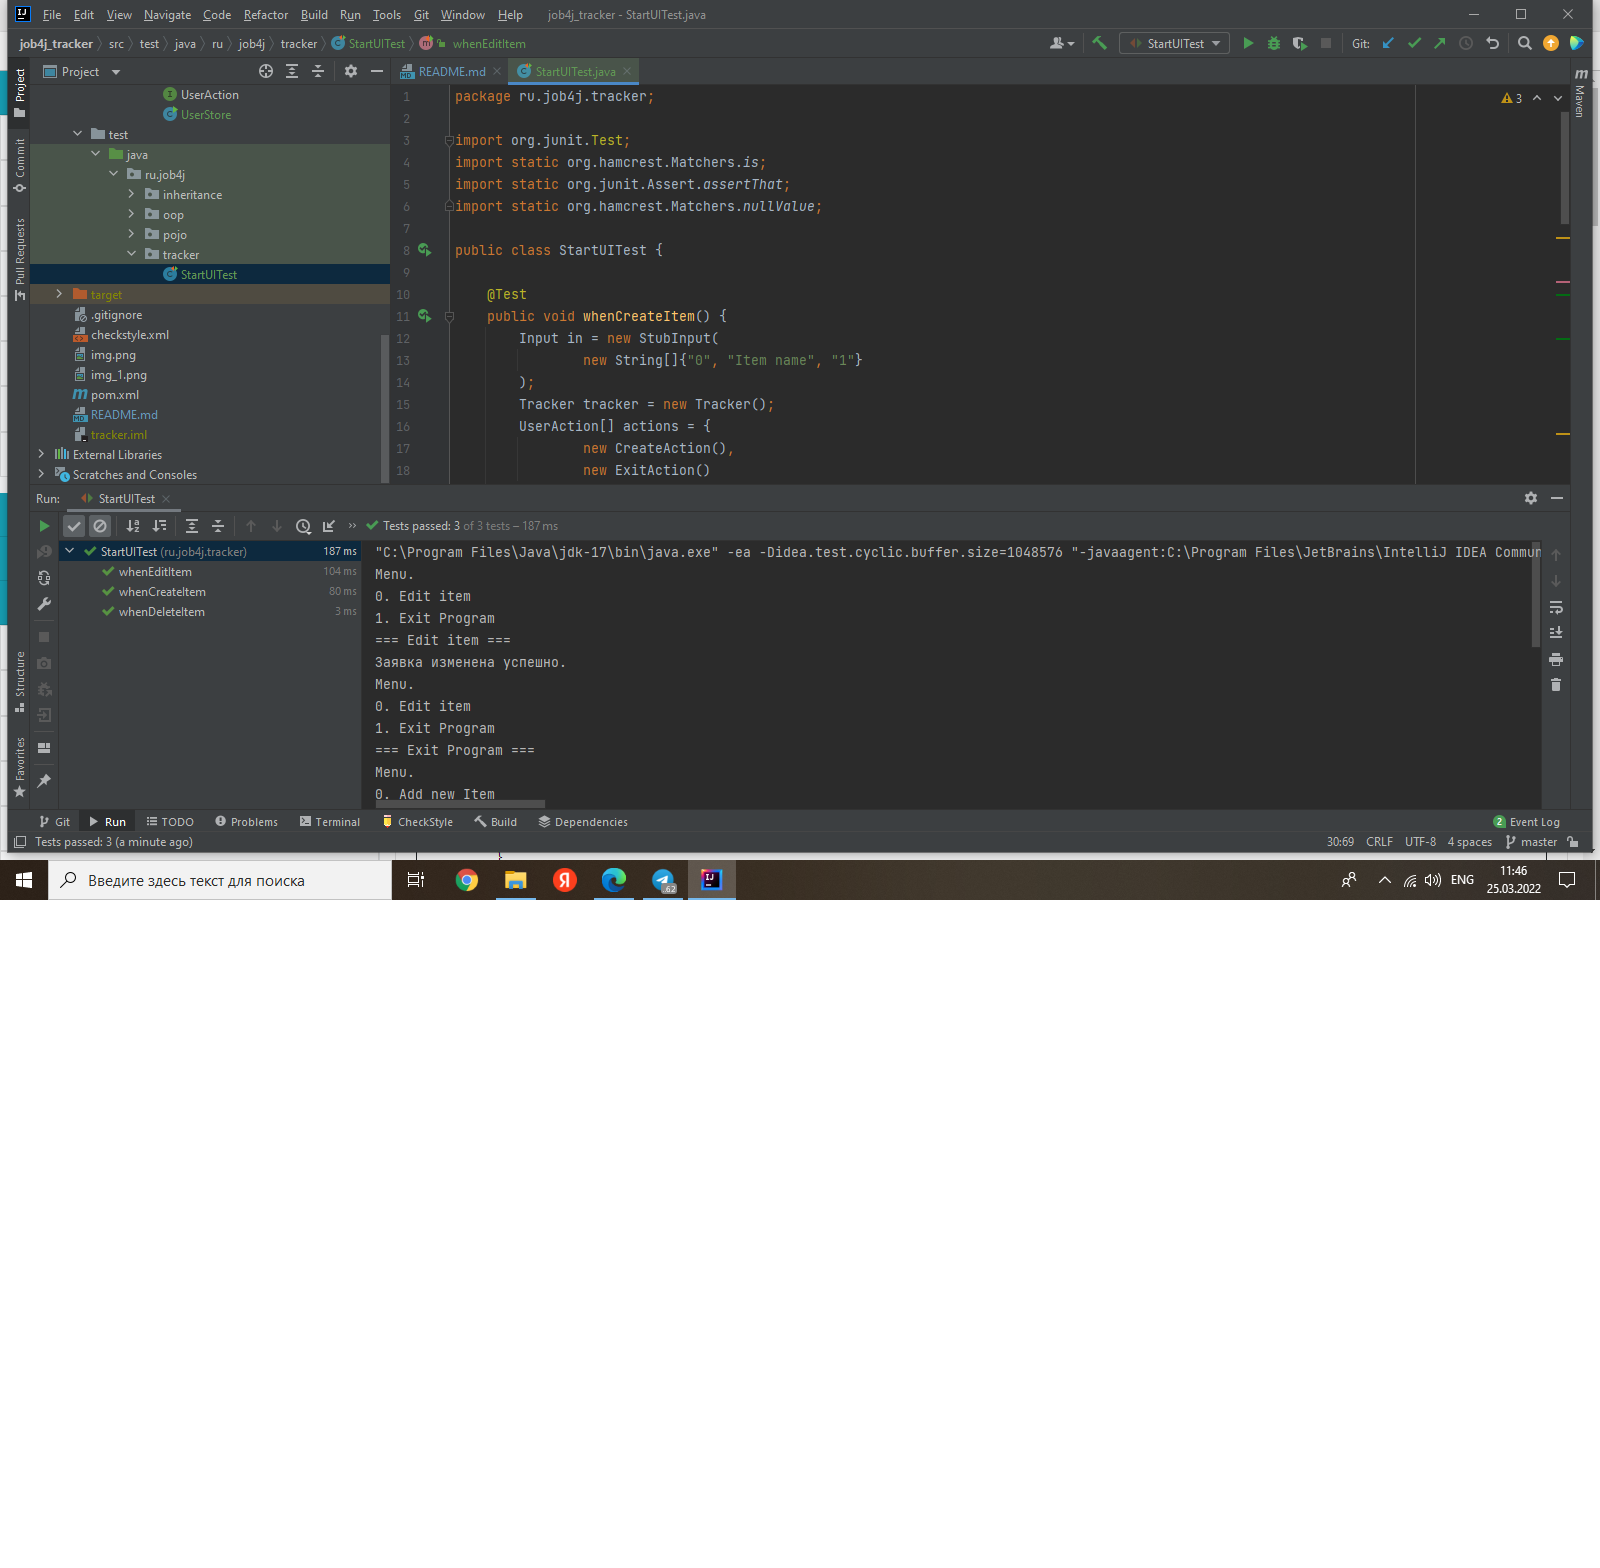 File Edit View Navigate Code Refactor Build Run Tools Git Window Help job4j_tracker - StartUITest.java
job4j_tracker src test java ru job4j tracker StartUITest whenEditItem
StartUITest Git:
Project
README.md StartUITest.java
Project
Commit
Pull Requests
Structure
Favorites
Maven
UserAction
UserStore
test
java
ru.job4j
inheritance
oop
pojo
tracker
StartUITest
target
.gitignore
checkstyle.xml
img.png
img_1.png
pom.xml
README.md
tracker.iml
External Libraries
Scratches and Consoles
3
1 package ru.job4j.tracker;
2
3 import org.junit.Test;
4 import static org.hamcrest.Matchers.is;
5 import static org.junit.Assert.assertThat;
6 import static org.hamcrest.Matchers.nullValue;
7
8 public class StartUITest {
9
10 @Test
11 public void whenCreateItem() {
12 Input in = new StubInput(
13 new String[]{"0", "Item name", "1"}
14 );
15 Tracker tracker = new Tracker();
16 UserAction[] actions = {
17 new CreateAction(),
18 new ExitAction()
Run: StartUITest
Tests passed: 3 of 3 tests – 187 ms
StartUITest (ru.job4j.tracker) 187 ms
whenEditItem 104 ms
whenCreateItem 80 ms
whenDeleteItem 3 ms
"C:\Program Files\Java\jdk-17\bin\java.exe" -ea -Didea.test.cyclic.buffer.size=1048576 "-javaagent:C:\Program Files\JetBrains\IntelliJ IDEA Commun
Menu.
0. Edit item
1. Exit Program
=== Edit item ===
Заявка изменена успешно.
Menu.
0. Edit item
1. Exit Program
=== Exit Program ===
Menu.
0. Add new Item
Git Run TODO Problems Terminal CheckStyle Build Dependencies 2 Event Log
Tests passed: 3 (a minute ago) 30:69 CRLF UTF-8 4 spaces master
Введите здесь текст для поиска
62
ENG
11:46
25.03.2022